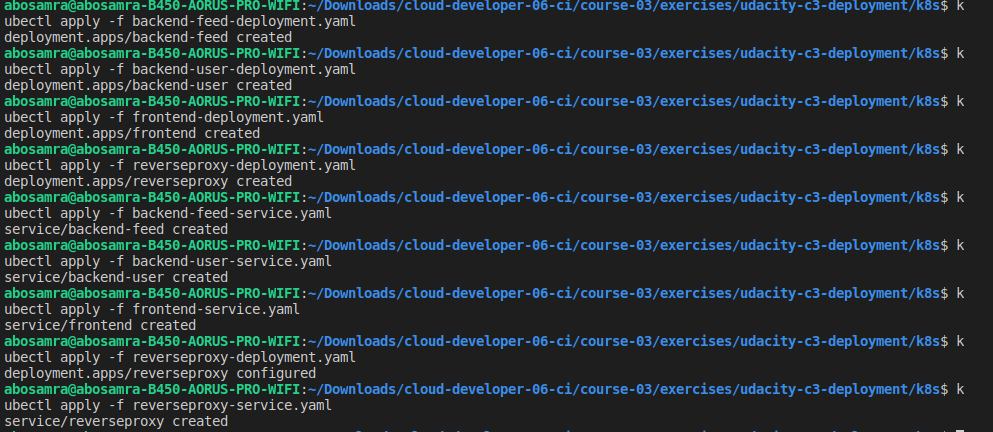 abosamra@abosamra-B450-AORUS-PRO-WIFI:~/Downloads/cloud-developer-06-ci/course-03/exercises/udacity-c3-deployment/k8s$ k
ubectl apply -f backend-feed-deployment.yaml
deployment.apps/backend-feed created
abosamra@abosamra-B450-AORUS-PRO-WIFI:~/Downloads/cloud-developer-06-ci/course-03/exercises/udacity-c3-deployment/k8s$ k
ubectl apply -f backend-user-deployment.yaml
deployment.apps/backend-user created
abosamra@abosamra-B450-AORUS-PRO-WIFI:~/Downloads/cloud-developer-06-ci/course-03/exercises/udacity-c3-deployment/k8s$ k
ubectl apply -f frontend-deployment.yaml
deployment.apps/frontend created
abosamra@abosamra-B450-AORUS-PRO-WIFI:~/Downloads/cloud-developer-06-ci/course-03/exercises/udacity-c3-deployment/k8s$ k
ubectl apply -f reverseproxy-deployment.yaml
deployment.apps/reverseproxy created
abosamra@abosamra-B450-AORUS-PRO-WIFI:~/Downloads/cloud-developer-06-ci/course-03/exercises/udacity-c3-deployment/k8s$ k
ubectl apply -f backend-feed-service.yaml
service/backend-feed created
abosamra@abosamra-B450-AORUS-PRO-WIFI:~/Downloads/cloud-developer-06-ci/course-03/exercises/udacity-c3-deployment/k8s$ k
ubectl apply -f backend-user-service.yaml
service/backend-user created
abosamra@abosamra-B450-AORUS-PRO-WIFI:~/Downloads/cloud-developer-06-ci/course-03/exercises/udacity-c3-deployment/k8s$ k
ubectl apply -f frontend-service.yaml
service/frontend created
abosamra@abosamra-B450-AORUS-PRO-WIFI:~/Downloads/cloud-developer-06-ci/course-03/exercises/udacity-c3-deployment/k8s$ k
ubectl apply -f reverseproxy-deployment.yaml
deployment.apps/reverseproxy configured
abosamra@abosamra-B450-AORUS-PRO-WIFI:~/Downloads/cloud-developer-06-ci/course-03/exercises/udacity-c3-deployment/k8s$ k
ubectl apply -f reverseproxy-service.yaml
service/reverseproxy created